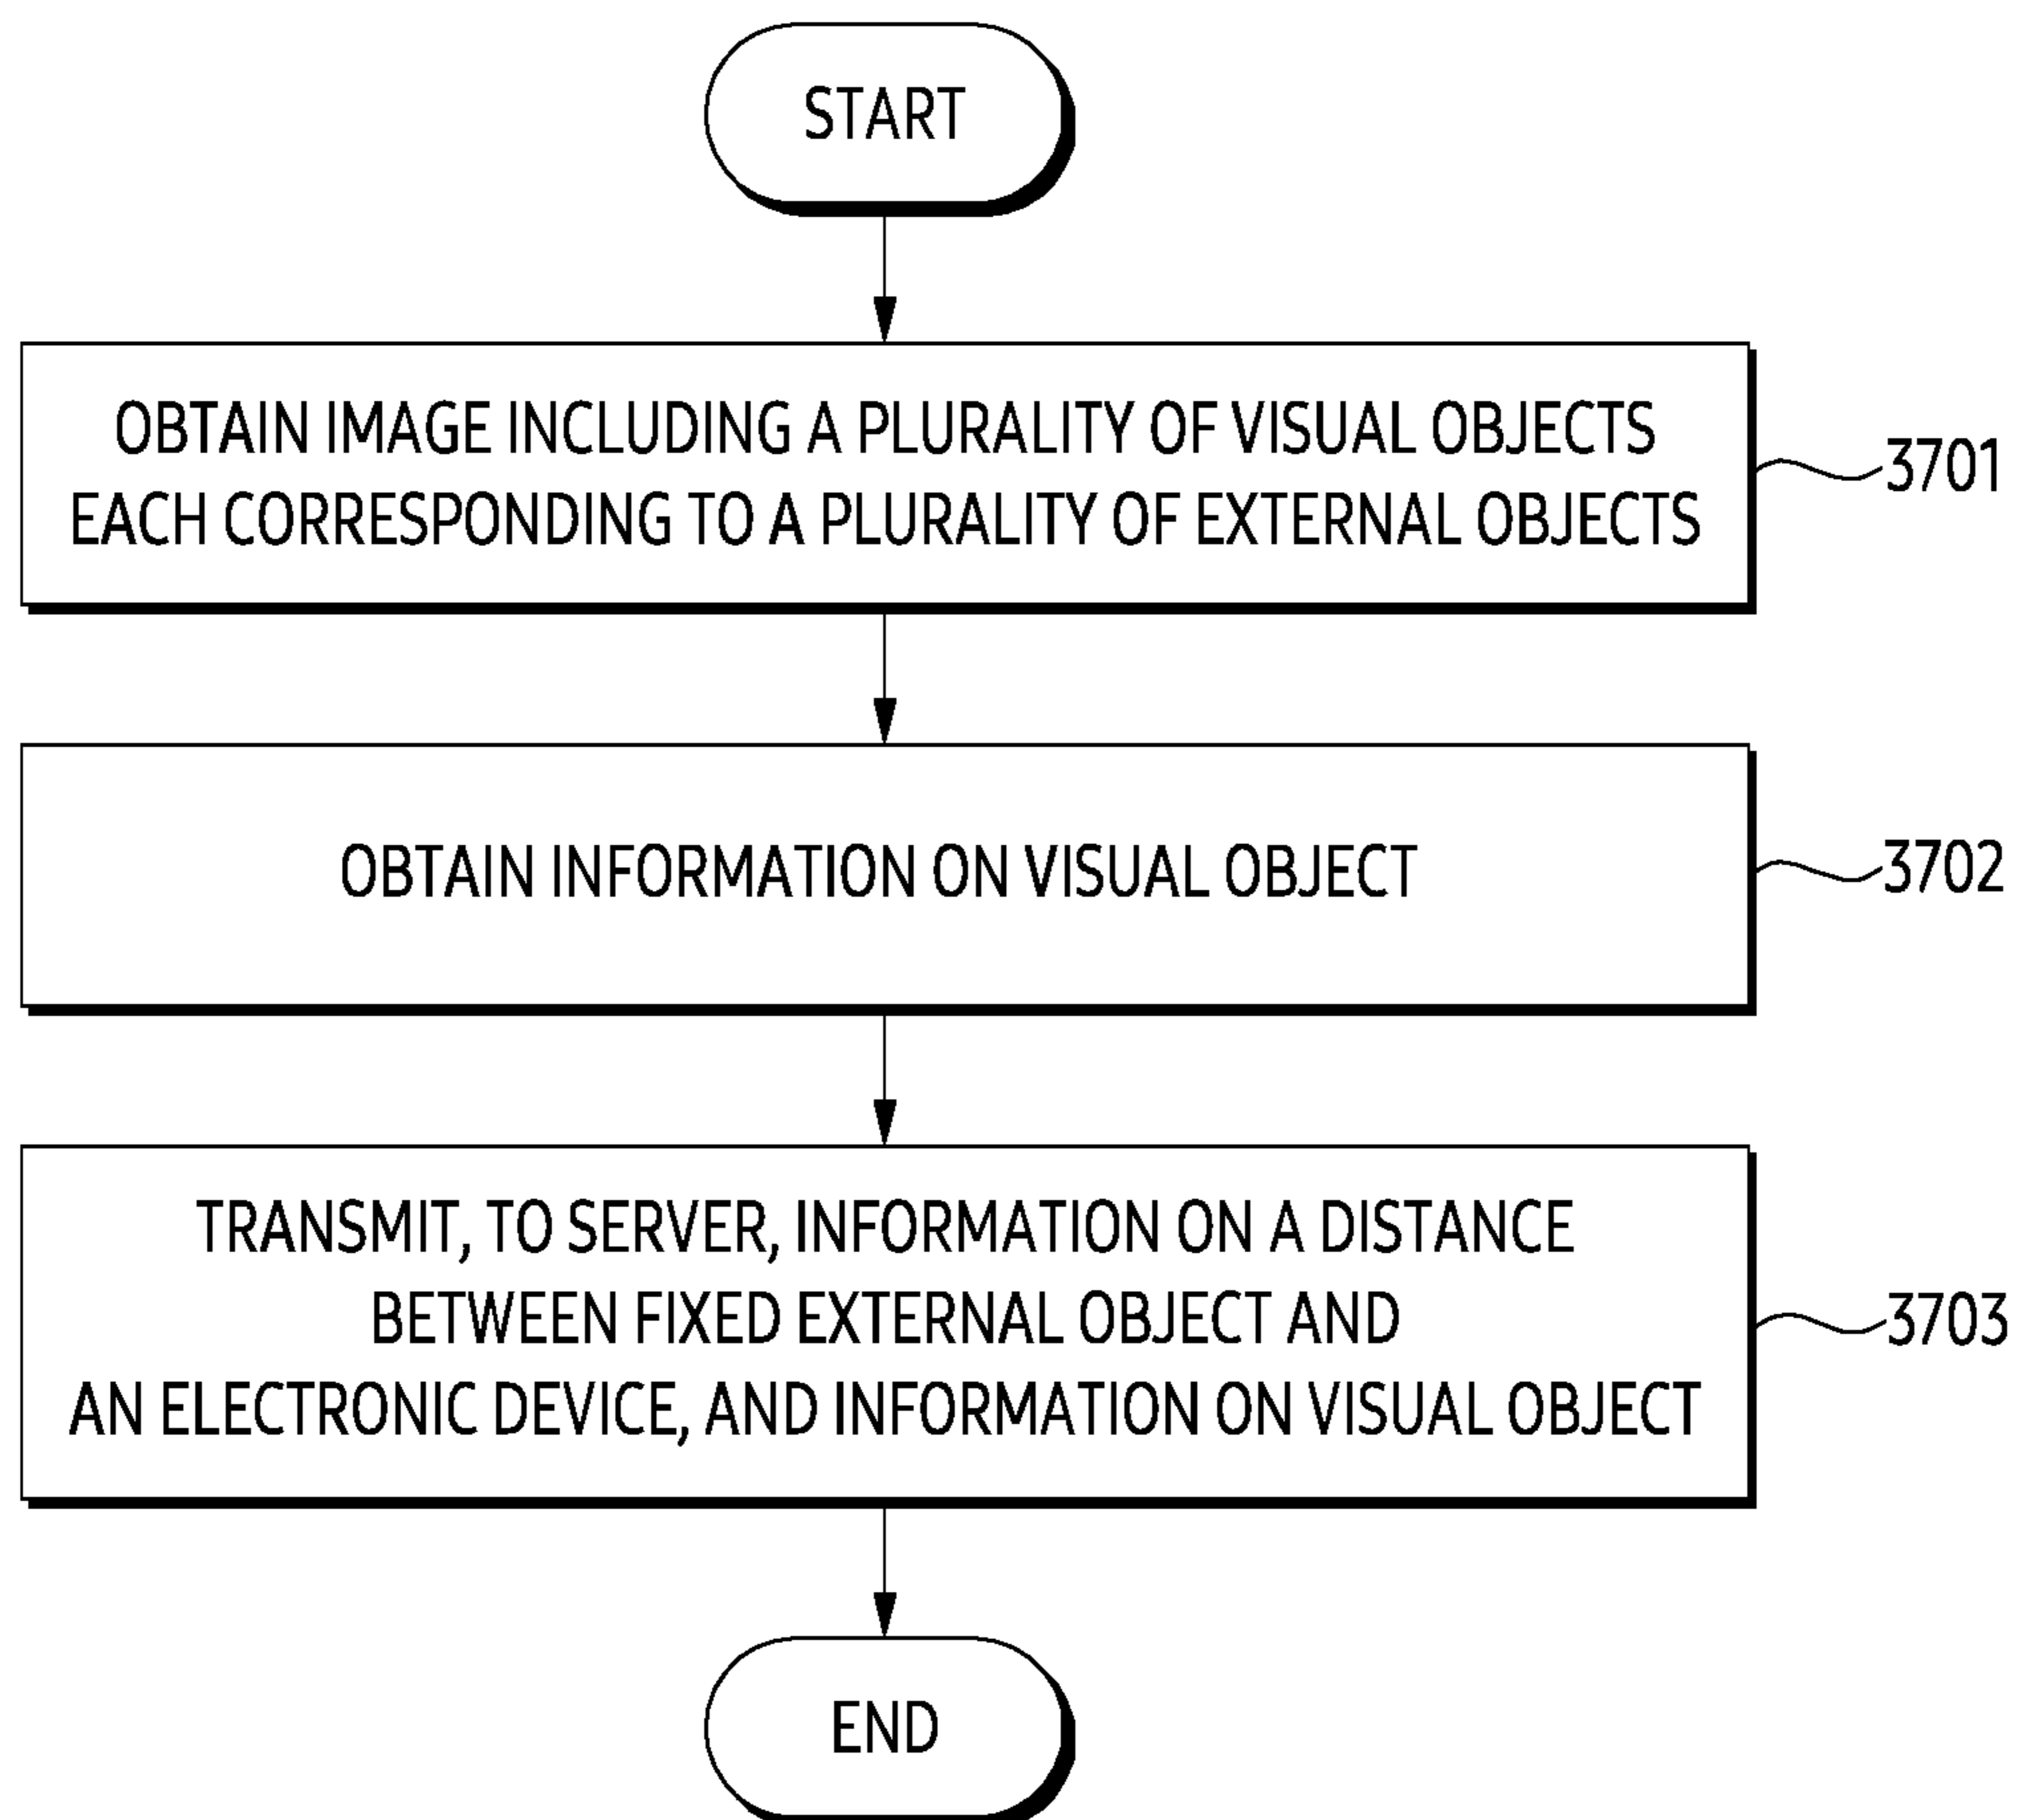 START
OBTAIN IMAGE INCLUDING A PLURALITY OF VISUAL OBJECTS
EACH CORRESPONDING TO A PLURALITY OF EXTERNAL OBJECTS
3701
OBTAIN INFORMATION ON VISUAL OBJECT
3702
TRANSMIT, TO SERVER, INFORMATION ON A DISTANCE
BETWEEN FIXED EXTERNAL OBJECT AND
AN ELECTRONIC DEVICE, AND INFORMATION ON VISUAL OBJECT
3703
END